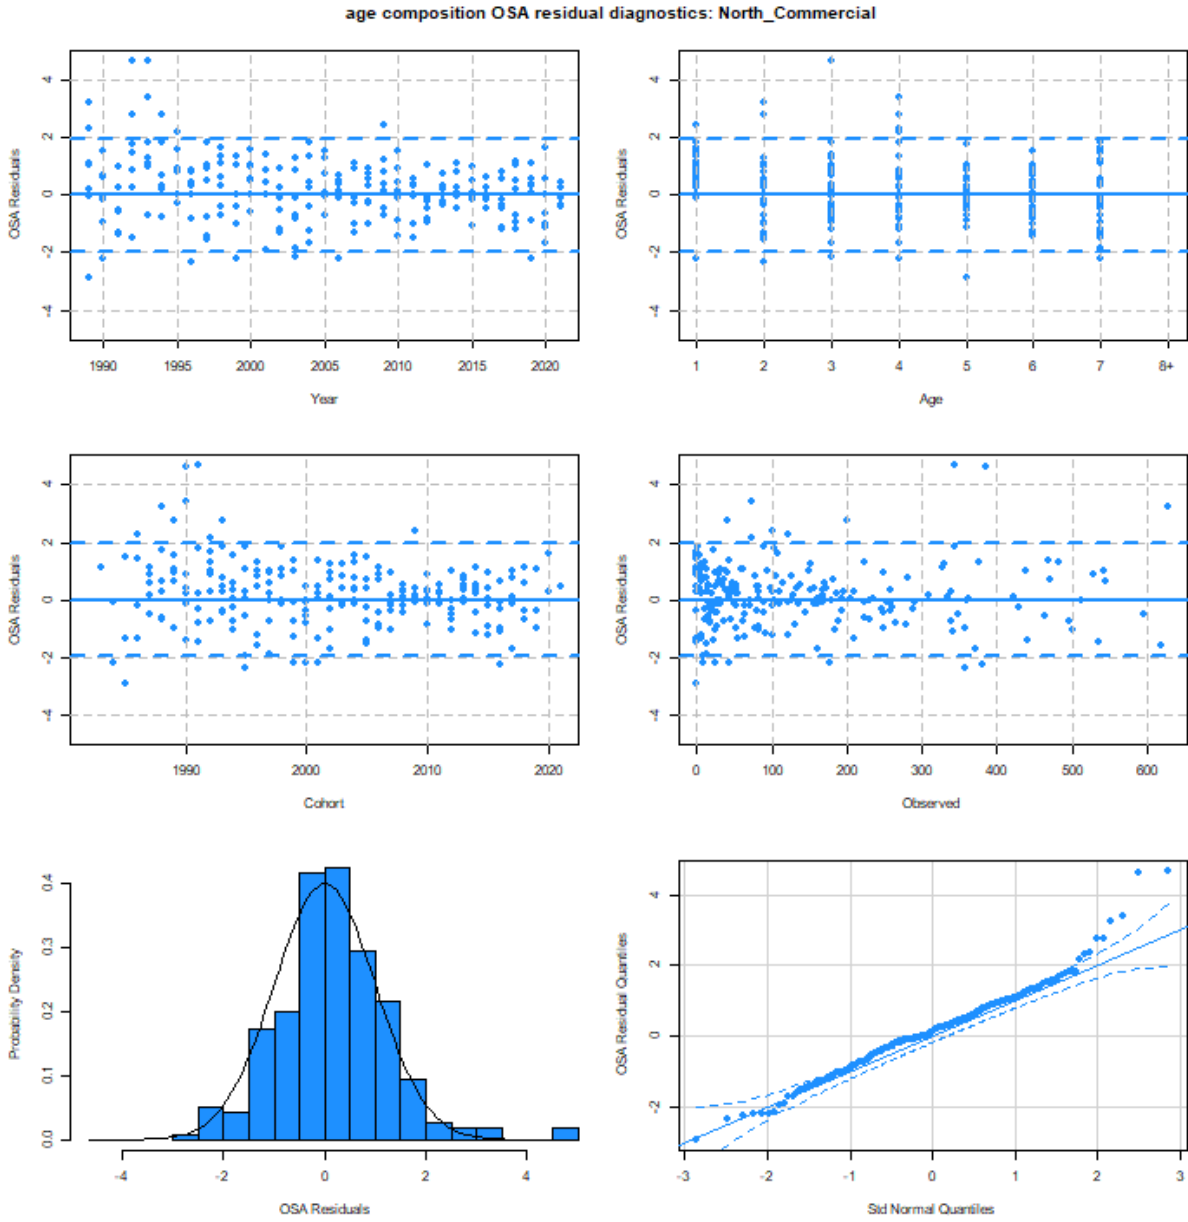 age composition OSA residual diagnostics: North_Commercial
OSA Residuals
4
2
0
-2
-4
1990 1995 2000 2005 2010 2015 2020
Year
OSA Residuals
4
2
0
-2
-4
1 2 3 4 5 6 7 8+
Age
OSA Residuals
4
2
0
-2
-4
1990 2000 2010 2020
Cohort
OSA Residuals
4
2
0
-2
-4
0 100 200 300 400 500 600
Observed
Probability Density
0.4
0.3
0.2
0.1
0.0
-4 -2 0 2 4
OSA Residuals
OSA Residual Quantiles
4
2
0
-2
-3 -2 -1 0 1 2 3
Std Normal Quantiles